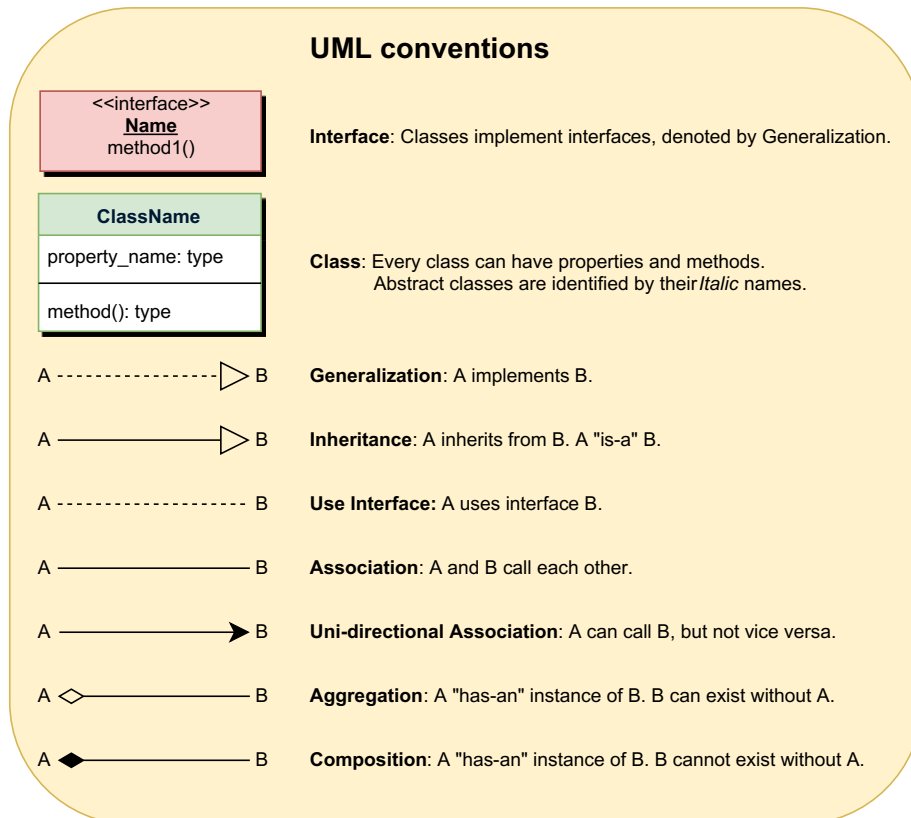 UML conventions
<<interface>>
Name
method1()
Interface: Classes implement interfaces, denoted by Generalization.
ClassName
property_name: type
method(): type
Class: Every class can have properties and methods.
Abstract classes are identified by their Italic names.
A B Generalization: A implements B.
A B Inheritance: A inherits from B. A "is-a" B.
A B Use Interface: A uses interface B.
A B Association: A and B call each other.
A B Uni-directional Association: A can call B, but not vice versa.
A B Aggregation: A "has-an" instance of B. B can exist without A.
A B Composition: A "has-an" instance of B. B cannot exist without A.